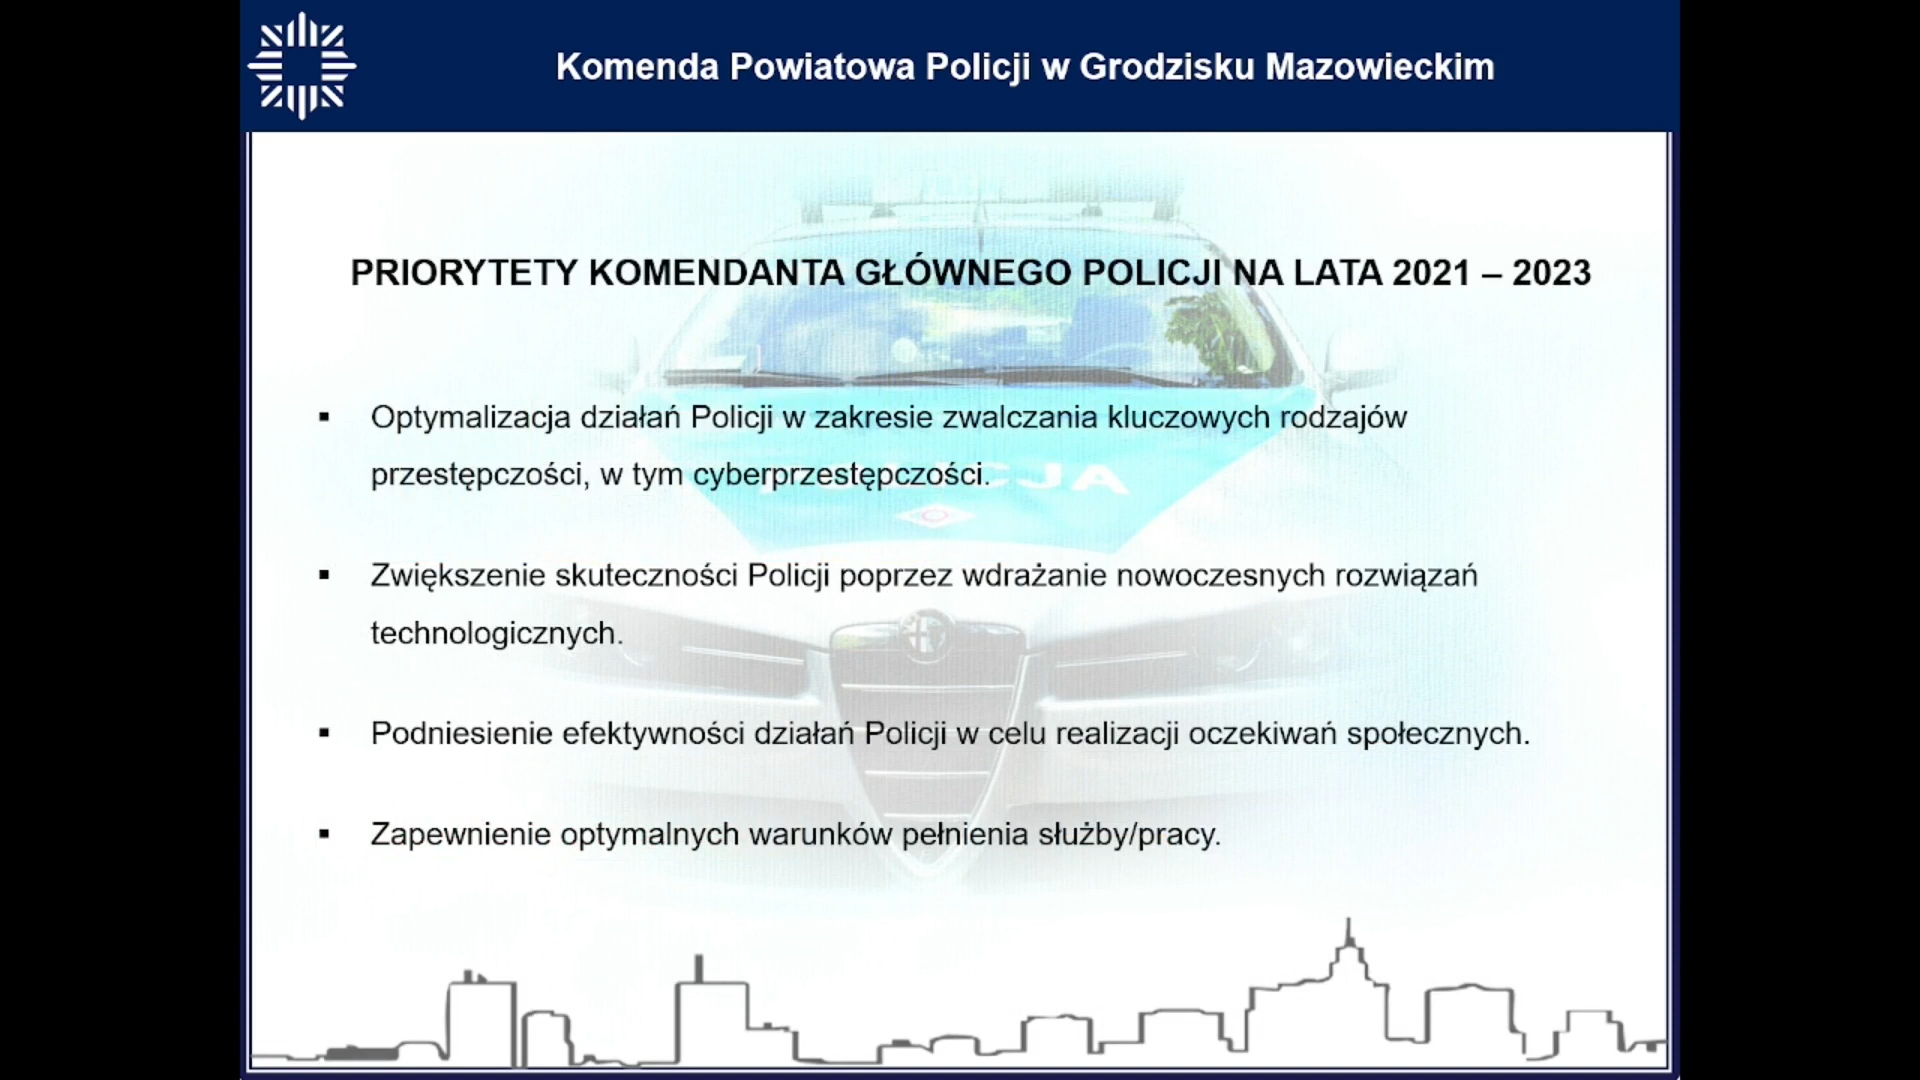 Komenda Powiatowa Policji w Grodzisku Mazowieckim
PRIORYTETY KOMENDANTA GŁÓWNEGO POLICJI NA LATA 2021 – 2023
▪ Optymalizacja działań Policji w zakresie zwalczania kluczowych rodzajów
przestępczości, w tym cyberprzestępczości.
▪ Zwiększenie skuteczności Policji poprzez wdrażanie nowoczesnych rozwiązań
technologicznych.
▪ Podniesienie efektywności działań Policji w celu realizacji oczekiwań społecznych.
▪ Zapewnienie optymalnych warunków pełnienia służby/pracy.